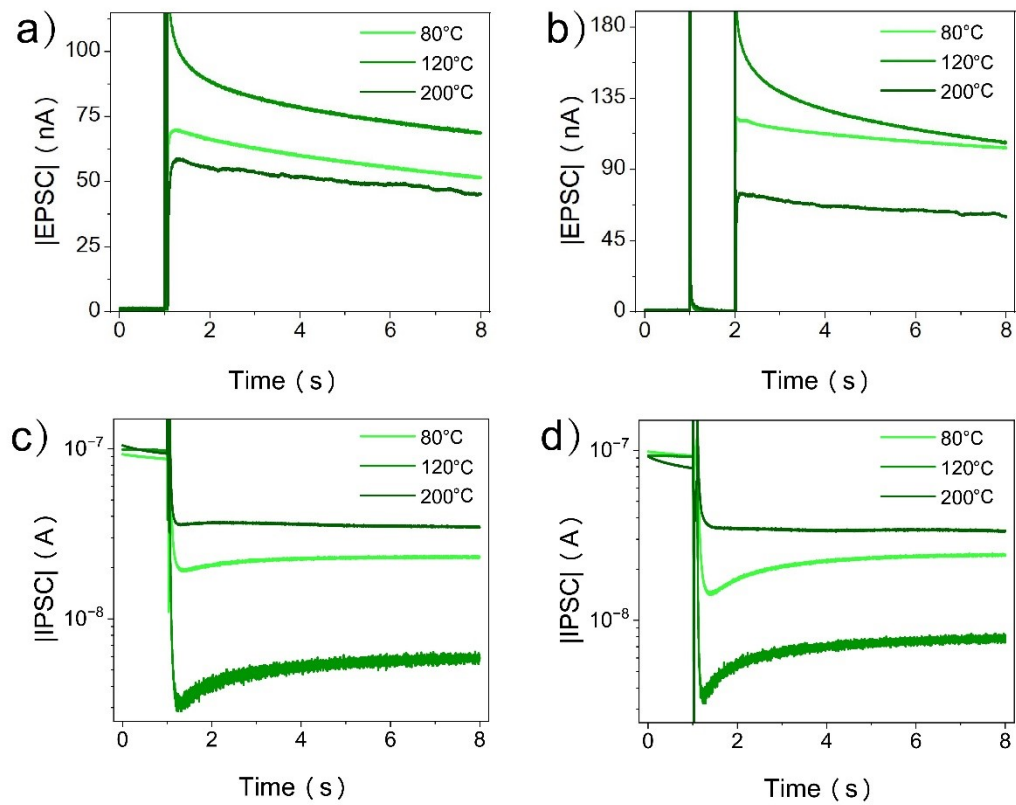 a)
|EPSC| (nA)
100
75
50
25
0
80°C
120°C
200°C
0 2 4 6 8
Time (s)
b)
|EPSC| (nA)
180
135
90
45
0
80°C
120°C
200°C
0 2 4 6 8
Time (s)
c)
|IPSC| (A)
10⁻⁷
10⁻⁸
80°C
120°C
200°C
0 2 4 6 8
Time (s)
d)
|IPSC| (A)
10⁻⁷
10⁻⁸
80°C
120°C
200°C
0 2 4 6 8
Time (s)